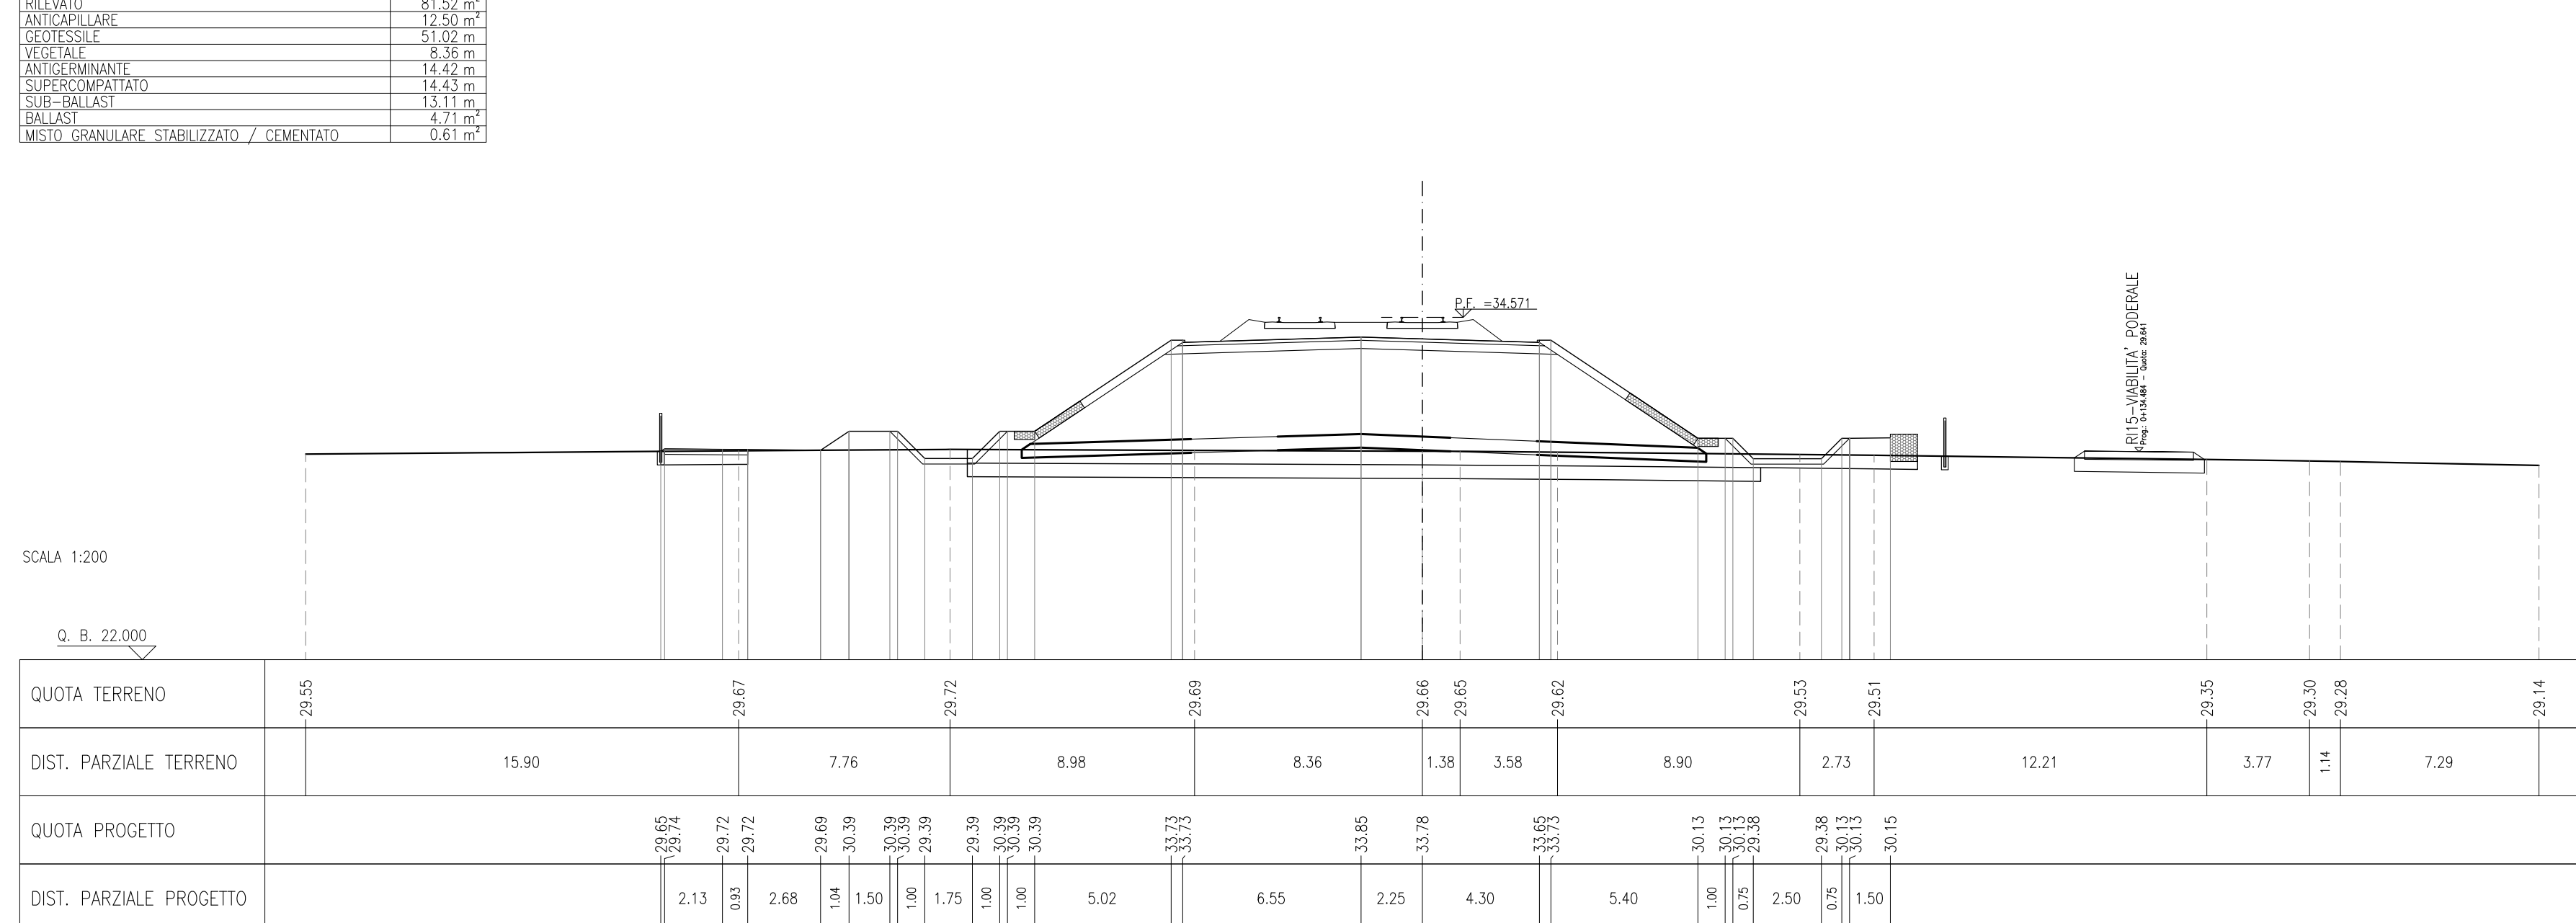 RILEVATO 81.52 m²
ANTICAPILLARE 12.50 m²
GEOTESSILE 51.02 m
VEGETALE 8.36 m
ANTIGERMINANTE 14.42 m
SUPERCOMPATTATO 14.43 m
SUB-BALLAST 13.11 m
BALLAST 4.71 m²
MISTO GRANULARE STABILIZZATO / CEMENTATO 0.61 m²
P.F. =34.571
RI15-VIABILITA' PODERALE
Prog.: 0+134.484 - Quota: 29.641
SCALA 1:200
Q. B. 22.000
QUOTA TERRENO 29.55 29.67 29.72 29.69 29.66 29.65 29.62 29.53 29.51 29.35 29.30 29.28 29.14
DIST. PARZIALE TERRENO 15.90 7.76 8.98 8.36 1.38 3.58 8.90 2.73 12.21 3.77 1.14 7.29
QUOTA PROGETTO 29.65 29.74 29.72 29.72 29.69 30.39 30.39 30.39 29.39 29.39 30.39 30.39 30.39 33.73 33.73 33.85 33.78 33.65 33.73 30.13 30.13 30.13 29.38 29.38 30.13 30.13 30.15
DIST. PARZIALE PROGETTO 2.13 0.93 2.68 1.04 1.50 1.00 1.75 1.00 1.00 5.02 6.55 2.25 4.30 5.40 1.00 0.75 2.50 0.75 1.50